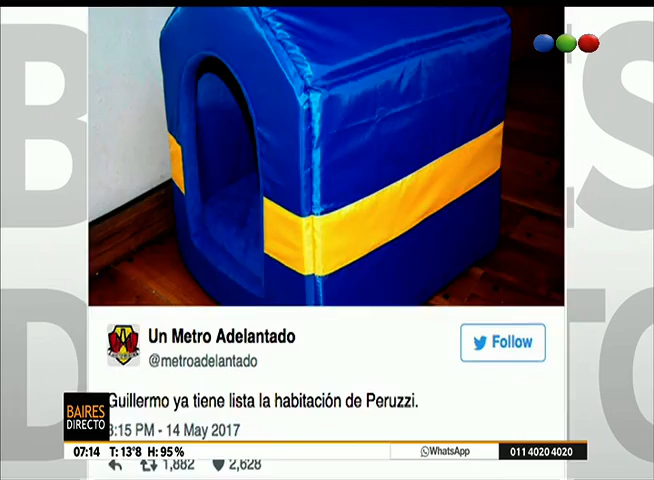 Un Metro Adelantado
@metroadelantado
Follow
Guillermo ya tiene lista la habitación de Peruzzi.
8:15 PM - 14 May 2017
1,882 2,628
BAIRES
DIRECTO
07:14 T:13°8 H:95% WhatsApp 011 4020 4020